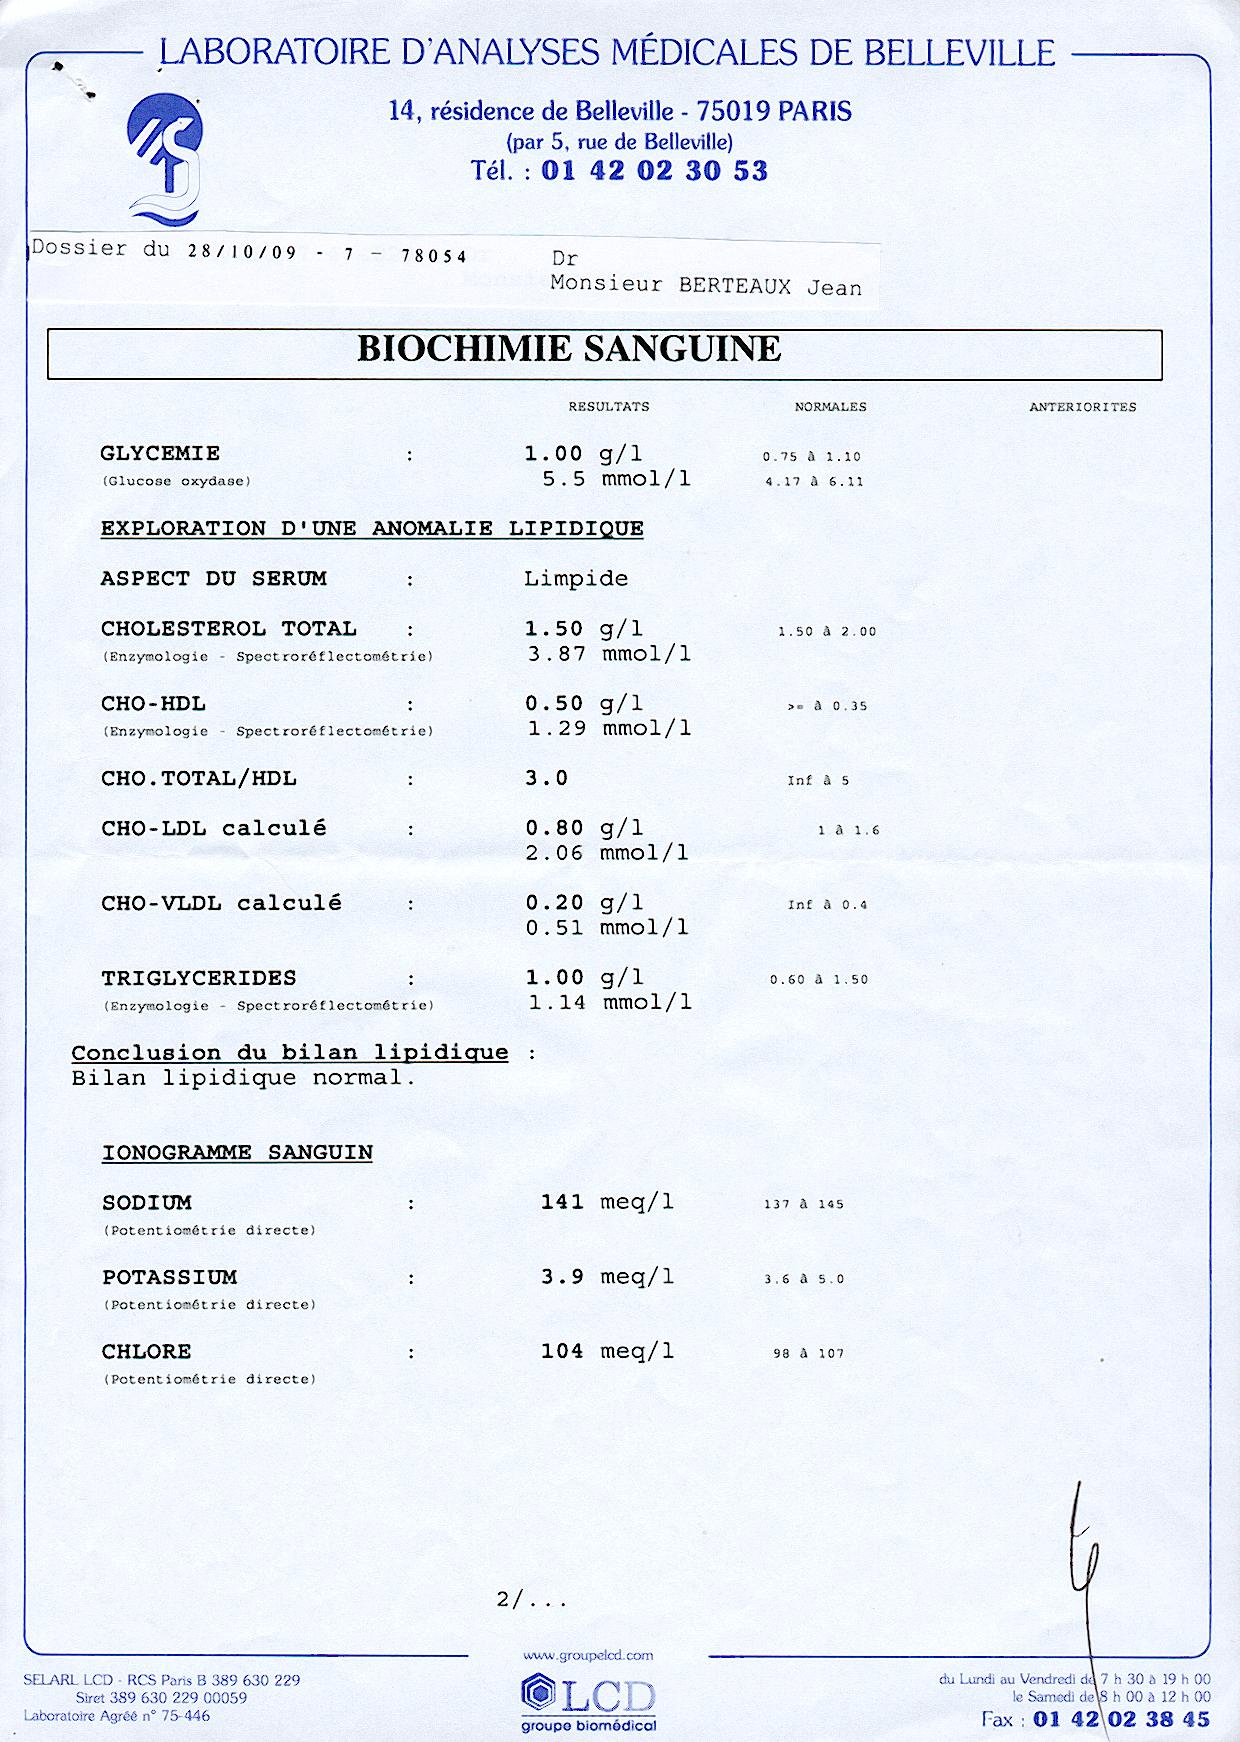 LABORATOIRE D'ANALYSES MÉDICALES DE BELLEVILLE
14, résidence de Belleville - 75019 PARIS
(par 5, rue de Belleville)
Tél. : 01 42 02 30 53
Dossier du 28/10/09 - 7 - 78054 Dr
Monsieur BERTEAUX Jean
BIOCHIMIE SANGUINE
RESULTATS NORMALES ANTERIORITES
GLYCEMIE : 1.00 g/l 0.75 à 1.10
(Glucose oxydase) 5.5 mmol/l 4.17 à 6.11
EXPLORATION D'UNE ANOMALIE LIPIDIQUE
ASPECT DU SERUM : Limpide
CHOLESTEROL TOTAL : 1.50 g/l 1.50 à 2.00
(Enzymologie - Spectroréflectométrie) 3.87 mmol/l
CHO-HDL : 0.50 g/l >= à 0.35
(Enzymologie - Spectroréflectométrie) 1.29 mmol/l
CHO.TOTAL/HDL : 3.0 Inf à 5
CHO-LDL calculé : 0.80 g/l 1 à 1.6
2.06 mmol/l
CHO-VLDL calculé : 0.20 g/l Inf à 0.4
0.51 mmol/l
TRIGLYCERIDES : 1.00 g/l 0.60 à 1.50
(Enzymologie - Spectroréflectométrie) 1.14 mmol/l
Conclusion du bilan lipidique :
Bilan lipidique normal.
IONOGRAMME SANGUIN
SODIUM : 141 meq/l 137 à 145
(Potentiométrie directe)
POTASSIUM : 3.9 meq/l 3.6 à 5.0
(Potentiométrie directe)
CHLORE : 104 meq/l 98 à 107
(Potentiométrie directe)
2/...
www.groupelcd.com
SELARL LCD - RCS Paris B 389 630 229
Siret 389 630 229 00059
Laboratoire Agréé n° 75-446
LCD
groupe biomédical
du Lundi au Vendredi de 7 h 30 à 19 h 00
le Samedi de 8 h 00 à 12 h 00
Fax : 01 42 02 38 45